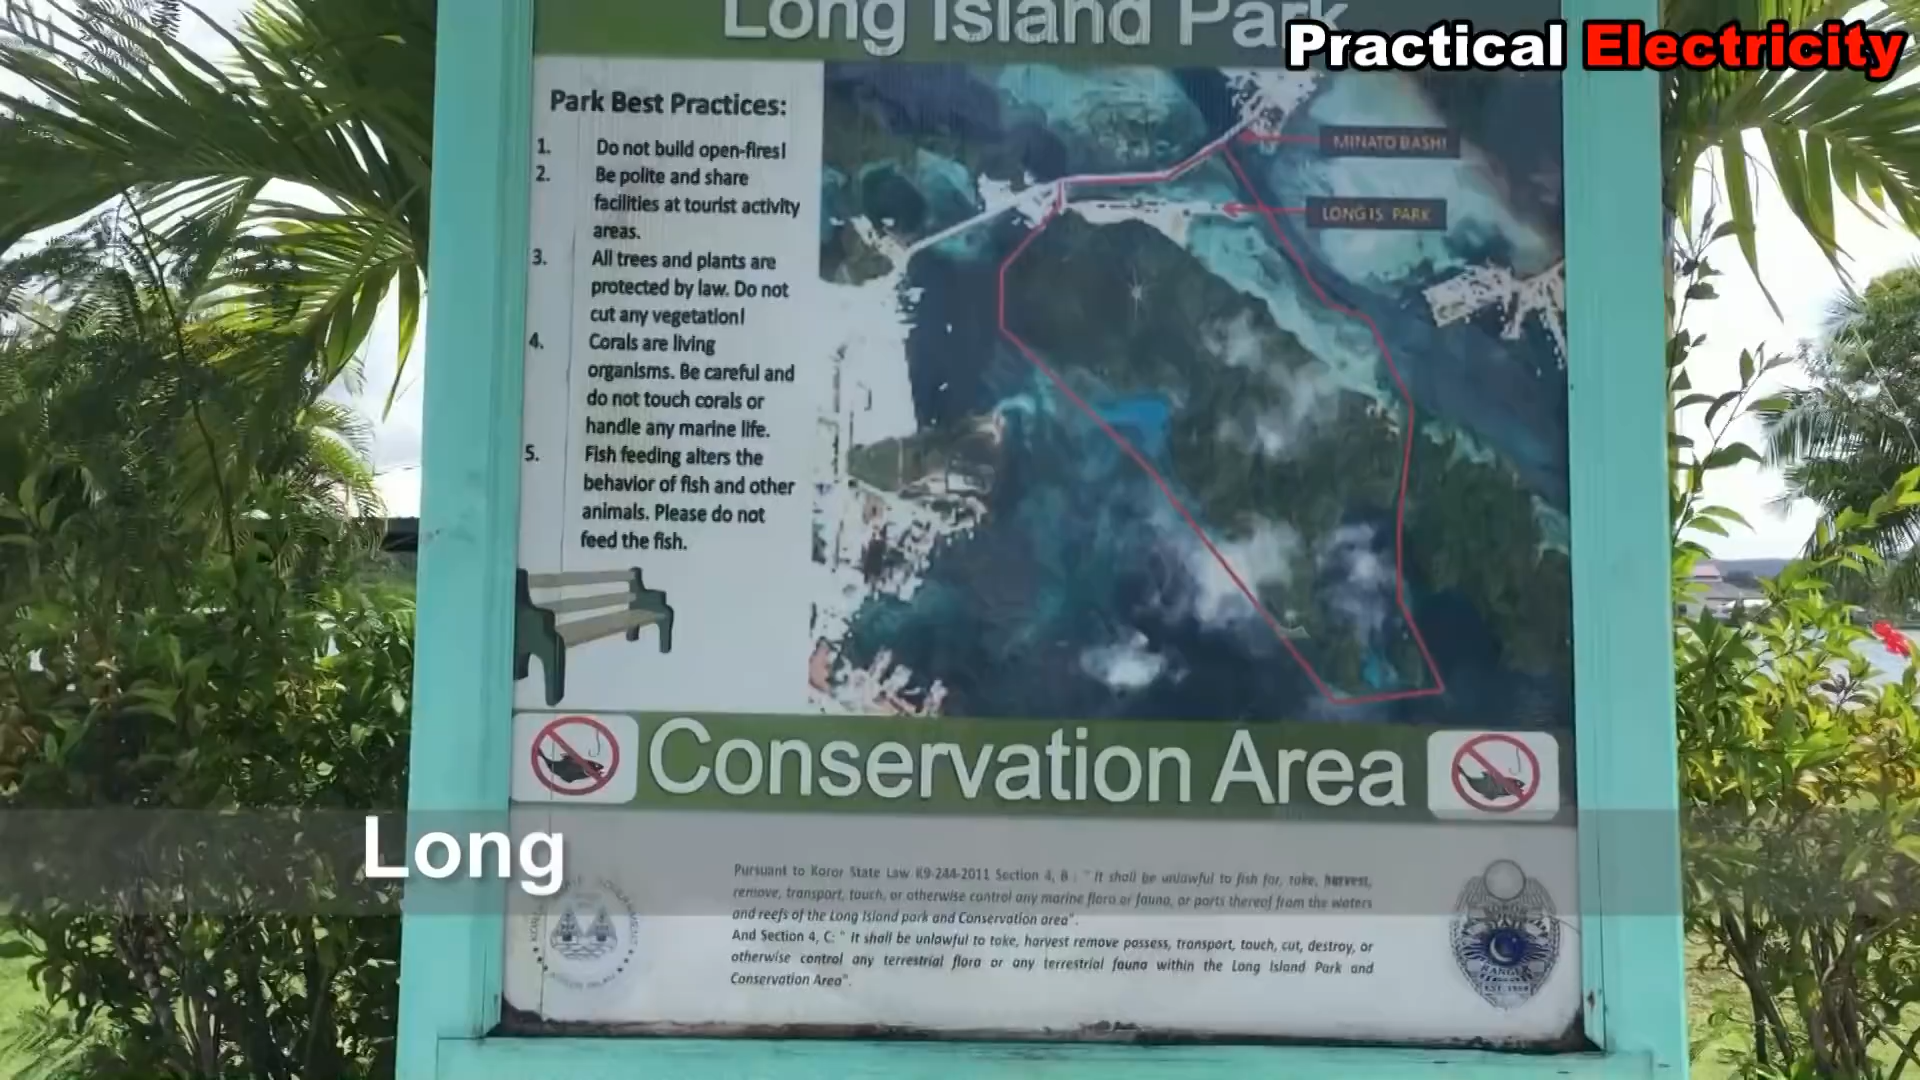 Long Island Park
Practical Electricity
Park Best Practices:
1. Do not build open-fires!
2. Be polite and share
facilities at tourist activity
areas.
3. All trees and plants are
protected by law. Do not
cut any vegetation!
4. Corals are living
organisms. Be careful and
do not touch corals or
handle any marine life.
5. Fish feeding alters the
behavior of fish and other
animals. Please do not
feed the fish.
MINATO BASHI
LONG IS. PARK
Conservation Area
Long
Pursuant to Koror State Law K9-244-2011 Section 4, B : " It shall be unlawful to fish for, take, harvest,
remove, transport, touch, or otherwise control any marine flora or fauna, or parts thereof from the waters
and reefs of the Long Island park and Conservation area".
And Section 4, C: " It shall be unlawful to take, harvest remove possess, transport, touch, cut, destroy, or
otherwise control any terrestrial flora or any terrestrial fauna within the Long Island Park and
Conservation Area".